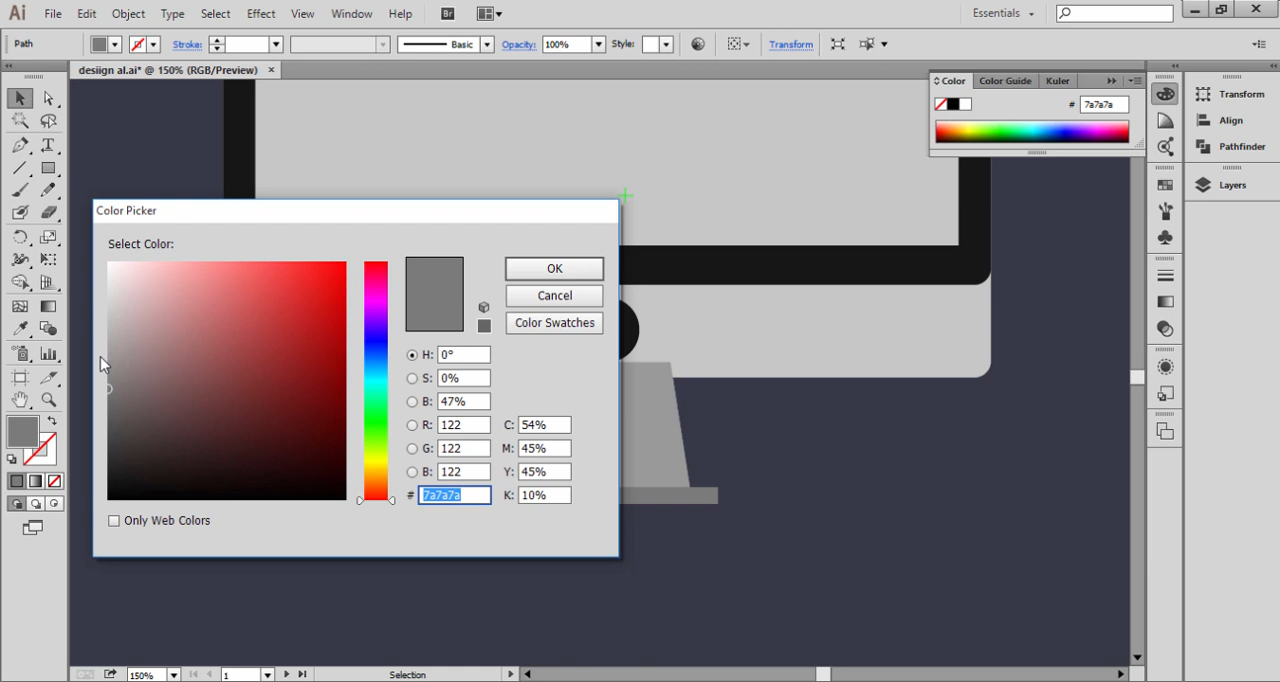 Ai File Edit Object Type Select Effect View Window Help Br Essentials
Path Stroke: Basic Opacity: 100% Style: Transform
desiign al.ai* @ 150% (RGB/Preview) ×
Color Color Guide Kuler
# 7a7a7a
Transform
Align
Pathfinder
Layers
Color Picker
Select Color:
OK
Cancel
Color Swatches
H: 0°
S: 0%
B: 47%
R: 122 C: 54%
G: 122 M: 45%
B: 122 Y: 45%
# 7a7a7a K: 10%
Only Web Colors
150% 1 Selection